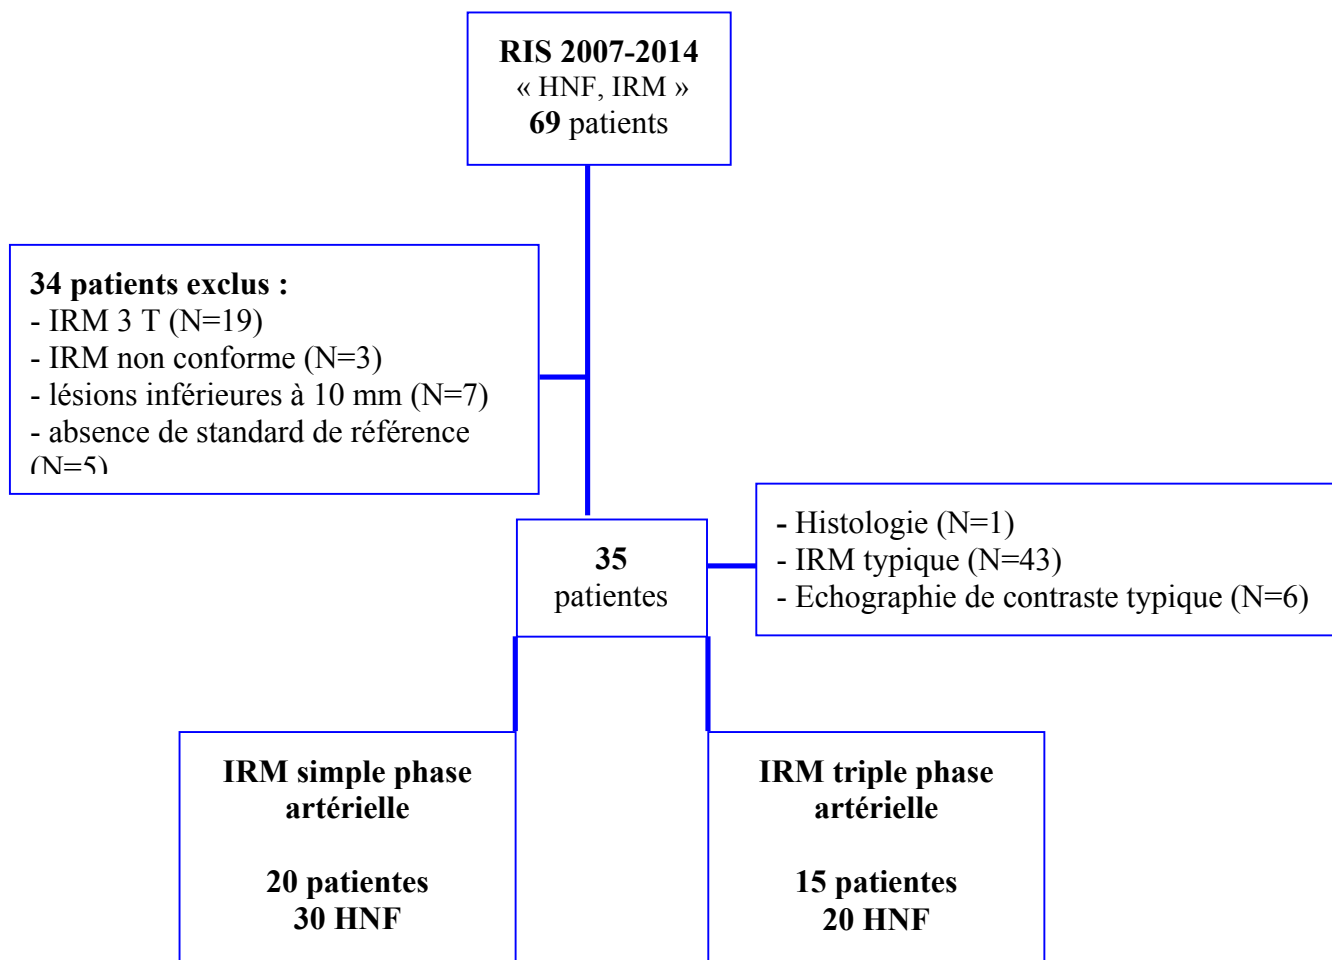 RIS 2007-2014
« HNF, IRM »
69 patients
34 patients exclus :
- IRM 3 T (N=19)
- IRM non conforme (N=3)
- lésions inférieures à 10 mm (N=7)
- absence de standard de référence
(N=5)
35
patientes
- Histologie (N=1)
- IRM typique (N=43)
- Echographie de contraste typique (N=6)
IRM simple phase
artérielle
20 patientes
30 HNF
IRM triple phase
artérielle
15 patientes
20 HNF